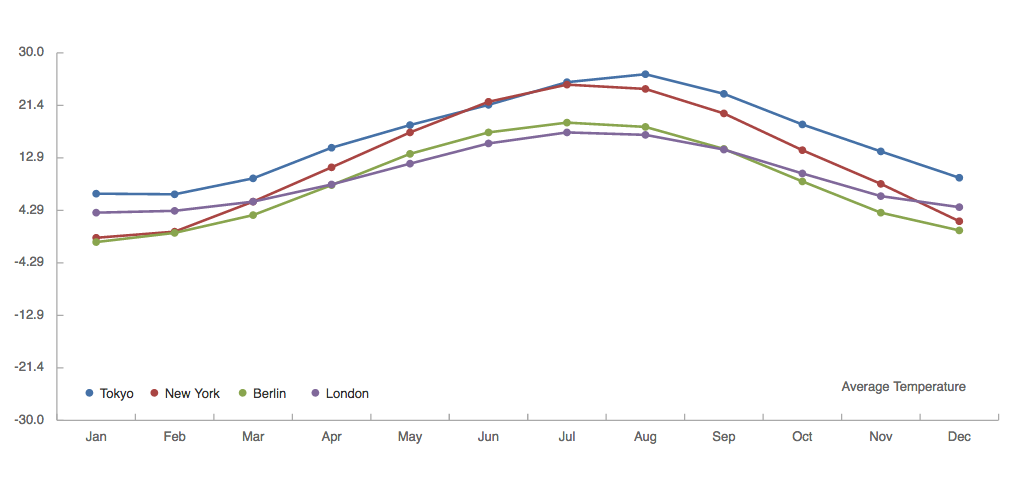 30.0
21.4
12.9
4.29
-4.29
-12.9
-21.4
-30.0
Tokyo New York Berlin London
Average Temperature
Jan Feb Mar Apr May Jun Jul Aug Sep Oct Nov Dec